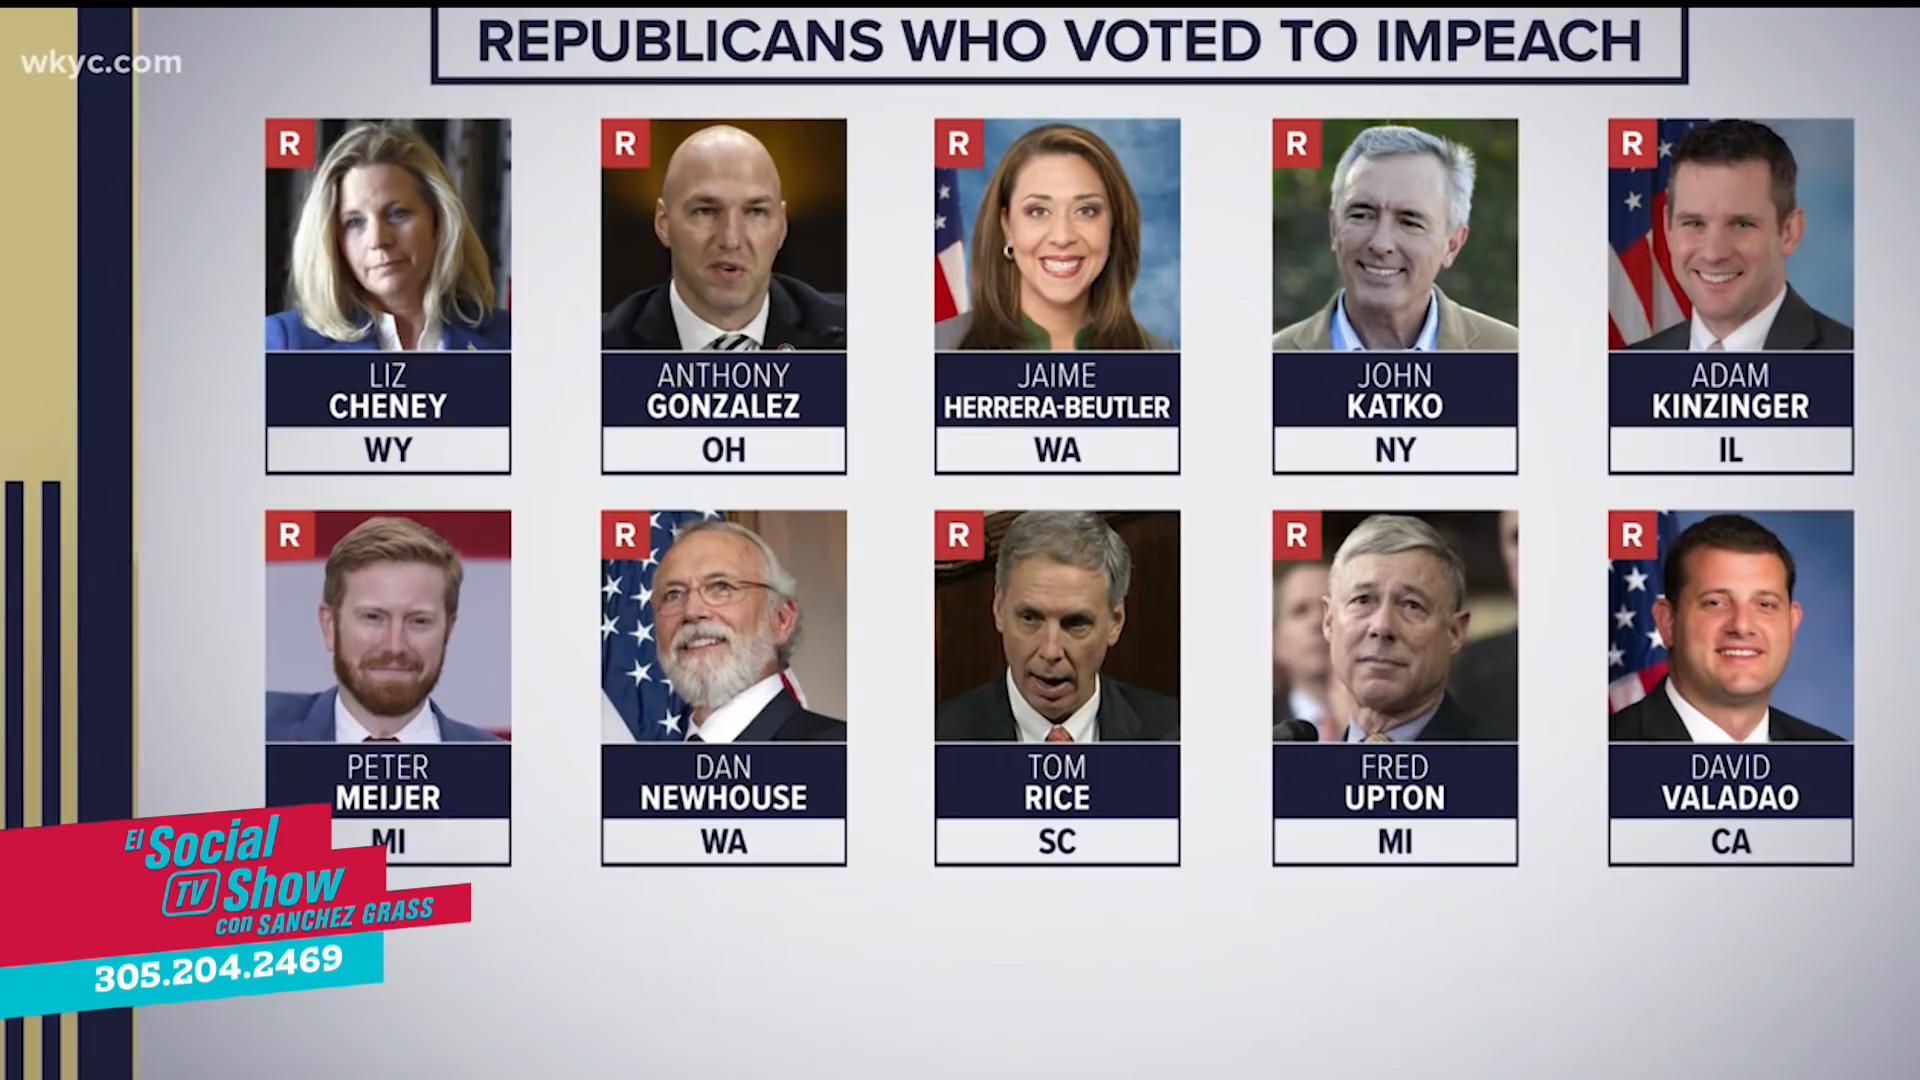 REPUBLICANS WHO VOTED TO IMPEACH
wkyc.com
R
R
R
R
R
LIZ
CHENEY
WY
ANTHONY
GONZALEZ
OH
JAIME
HERRERA-BEUTLER
WA
JOHN
KATKO
NY
ADAM
KINZINGER
IL
R
R
R
R
R
PETER
MEIJER
MI
DAN
NEWHOUSE
WA
TOM
RICE
SC
FRED
UPTON
MI
DAVID
VALADAO
CA
El Social
TV Show
con SANCHEZ GRASS
305.204.2469